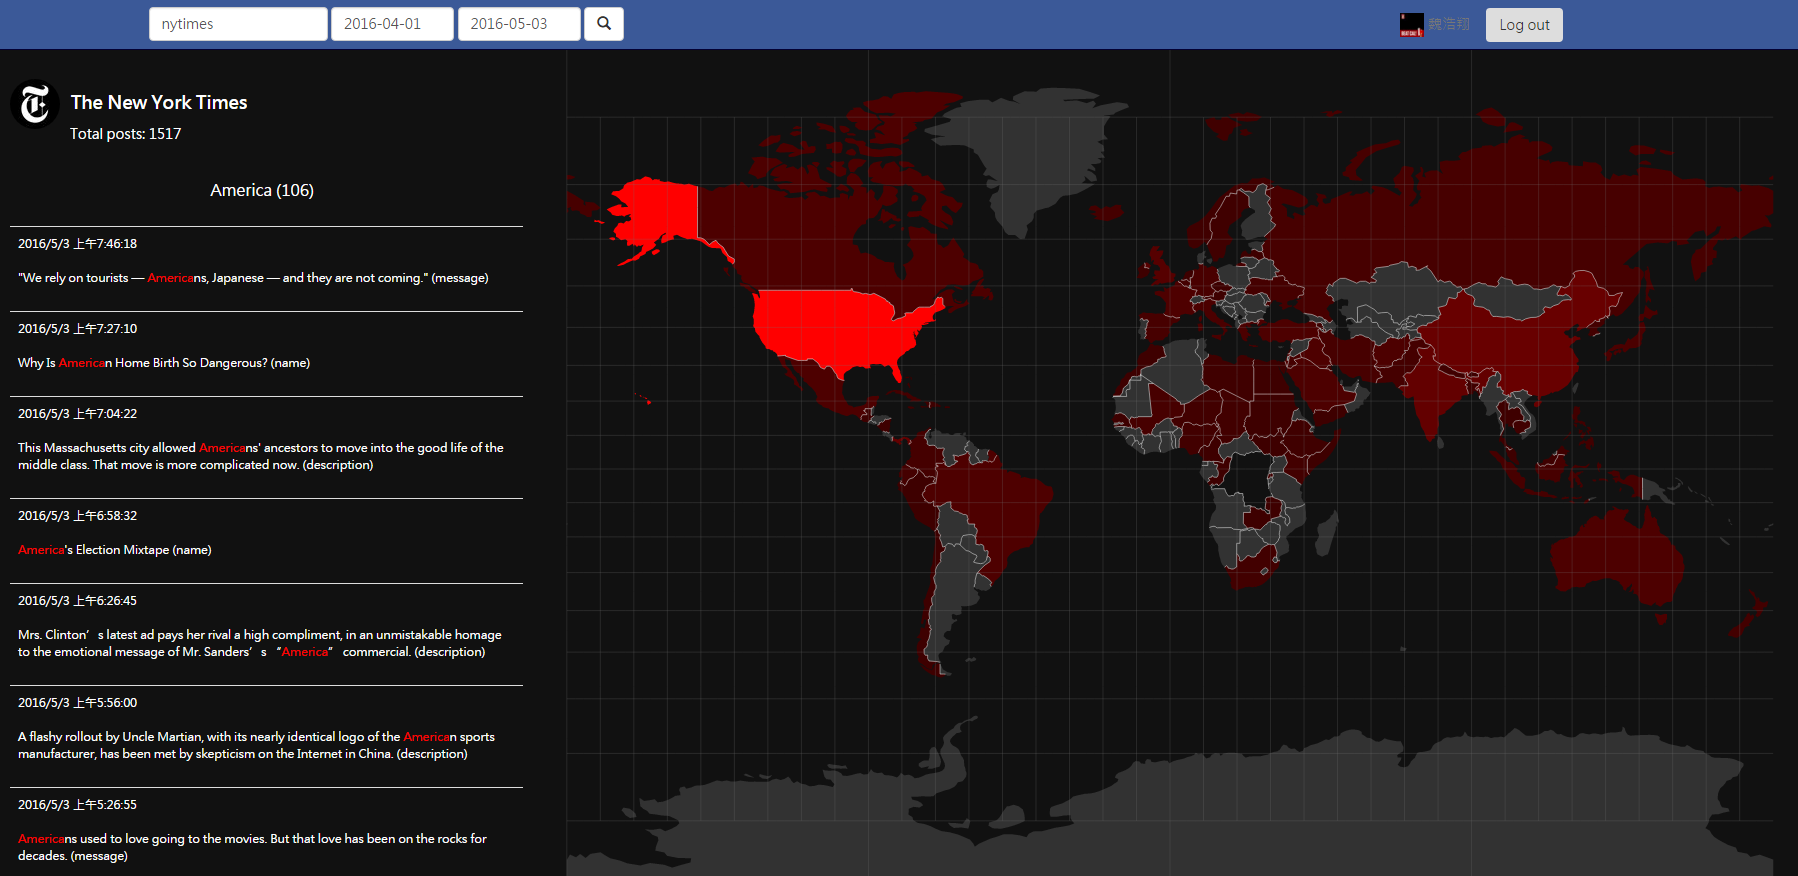 nytimes
2016-04-01
2016-05-03
魏浩翔
Log out
The New York Times
Total posts: 1517
America (106)
2016/5/3 上午7:46:18
"We rely on tourists — Americans, Japanese — and they are not coming." (message)
2016/5/3 上午7:27:10
Why Is American Home Birth So Dangerous? (name)
2016/5/3 上午7:04:22
This Massachusetts city allowed Americans' ancestors to move into the good life of the
middle class. That move is more complicated now. (description)
2016/5/3 上午6:58:32
America's Election Mixtape (name)
2016/5/3 上午6:26:45
Mrs. Clinton’s latest ad pays her rival a high compliment, in an unmistakable homage
to the emotional message of Mr. Sanders’s “America” commercial. (description)
2016/5/3 上午5:56:00
A flashy rollout by Uncle Martian, with its nearly identical logo of the American sports
manufacturer, has been met by skepticism on the Internet in China. (description)
2016/5/3 上午5:26:55
Americans used to love going to the movies. But that love has been on the rocks for
decades. (message)